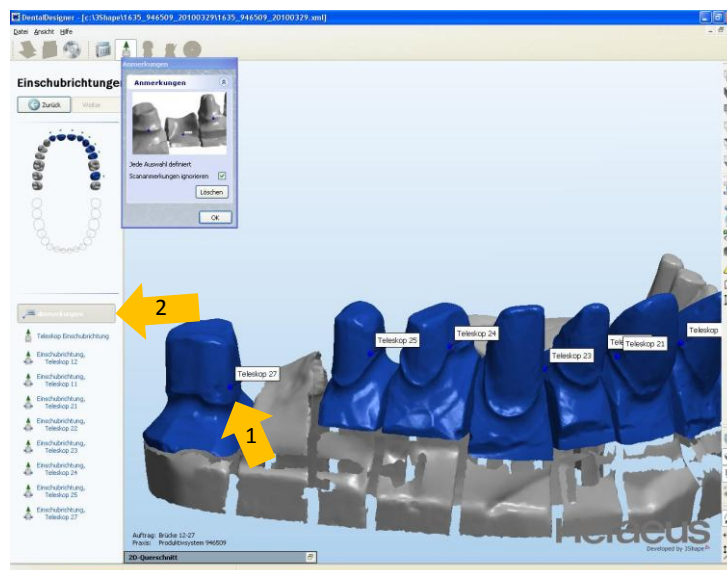 DentalDesigner - [c:\3Shape\1635_946509_20100329\1635_946509_20100329.xml]
Datei Ansicht Hilfe
Einschubrichtungen
Zurück Weiter
Anmerkungen
Anmerkungen
Jede Auswahl definiert
Scananmerkungen ignorieren
Löschen
OK
Anmerkungen
2
Teleskop Einschubrichtung
Einschubrichtung,
Teleskop 12
Einschubrichtung,
Teleskop 11
Einschubrichtung,
Teleskop 21
Einschubrichtung,
Teleskop 22
Einschubrichtung,
Teleskop 23
Einschubrichtung,
Teleskop 24
Einschubrichtung,
Teleskop 25
Einschubrichtung,
Teleskop 27
Teleskop 27
Teleskop 25
Teleskop 24
Teleskop 23
Tele
Teleskop 21
Teleskop
1
Auftrag: Brücke 12-27
Praxis: Produktivsystem 946509
2D-Querschnitt
Heraeus
Developed by 3Shape